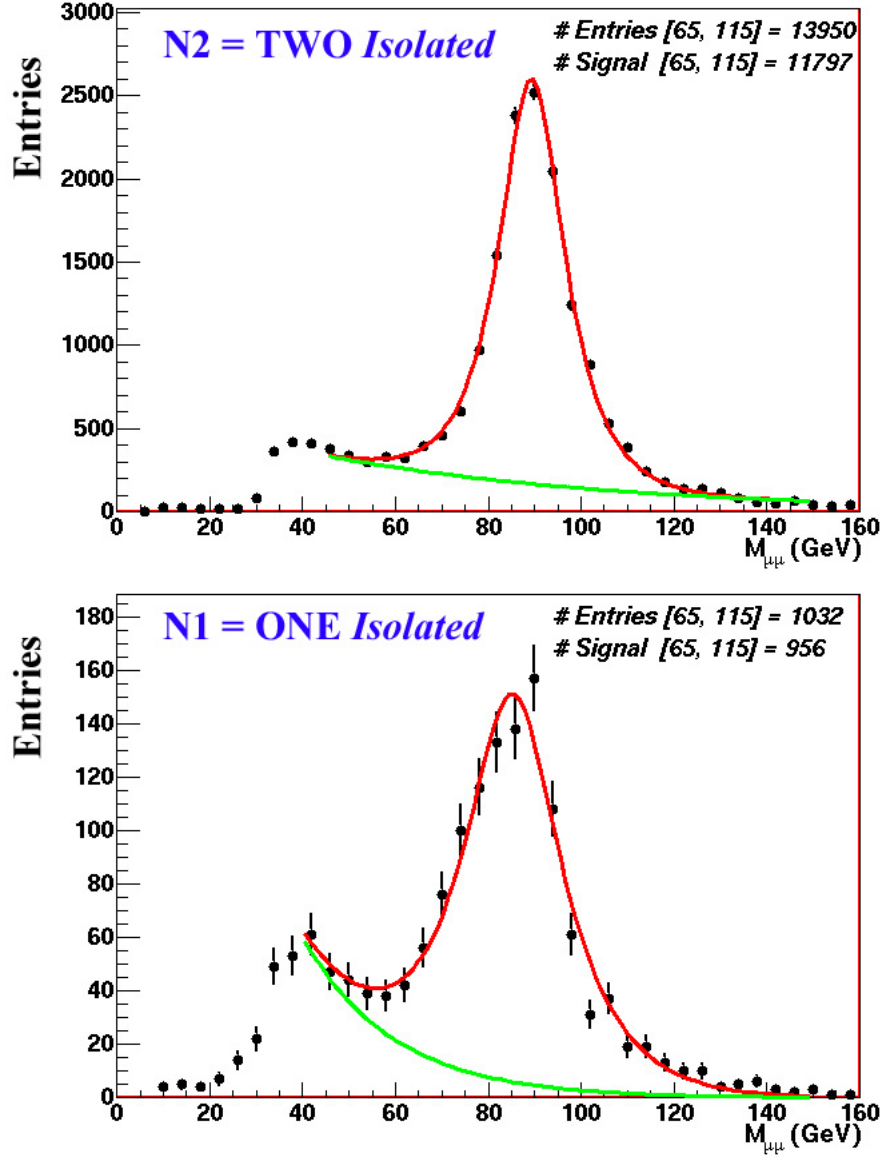 N2 = TWO Isolated
# Entries [65, 115] = 13950
# Signal [65, 115] = 11797
Entries
3000
2500
2000
1500
1000
500
0
0 20 40 60 80 100 120 140 160
Mμμ (GeV)
N1 = ONE Isolated
# Entries [65, 115] = 1032
# Signal [65, 115] = 956
Entries
180
160
140
120
100
80
60
40
20
0
0 20 40 60 80 100 120 140 160
Mμμ (GeV)